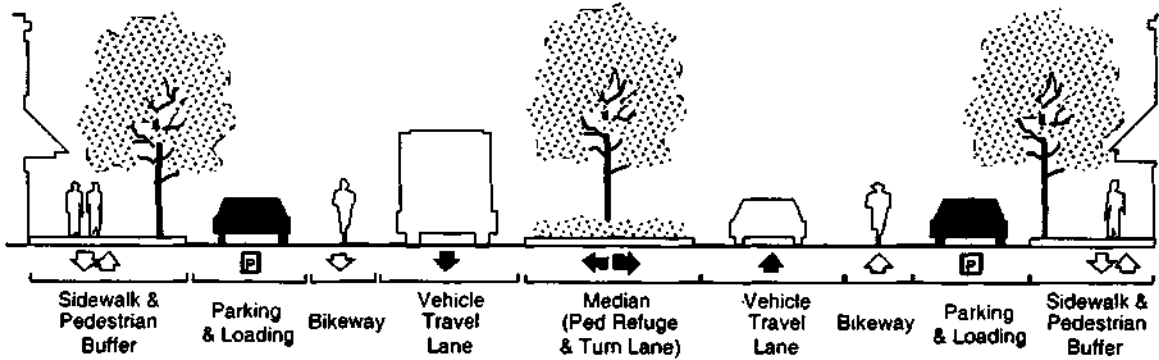 P
P
Sidewalk &
Pedestrian
Buffer
Parking
& Loading
Bikeway
Vehicle
Travel
Lane
Median
(Ped Refuge
& Turn Lane)
Vehicle
Travel
Lane
Bikeway
Parking
& Loading
Sidewalk &
Pedestrian
Buffer